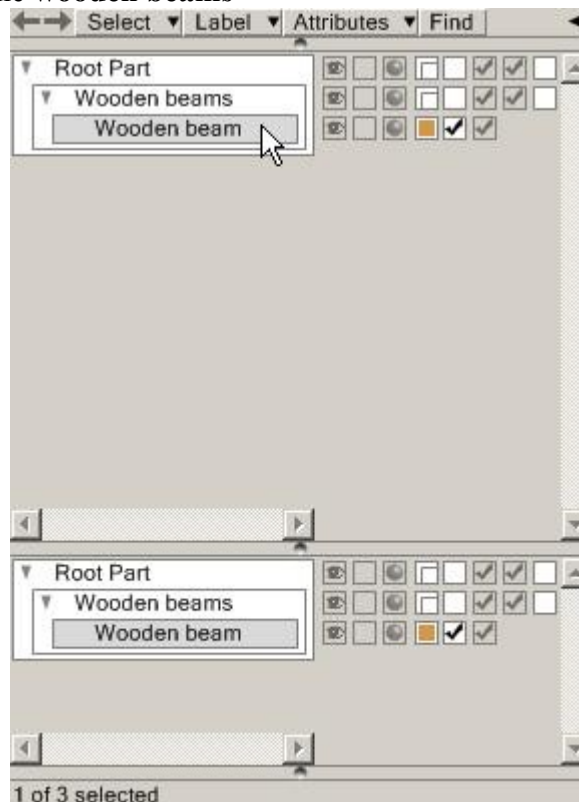 Select ▼ Label ▼ Attributes ▼ Find
Root Part
Wooden beams
Wooden beam
Root Part
Wooden beams
Wooden beam
1 of 3 selected